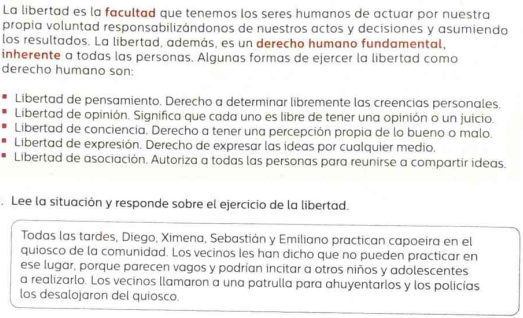 La libertad es la facultad que tenemos los seres humanos de actuar por nuestra
propia voluntad responsabilizándonos de nuestros actos y decisiones y asumiendo
los resultados. La libertad, además, es un derecho humano fundamental,
inherente a todas las personas. Algunas formas de ejercer la libertad como
derecho humano son:
Libertad de pensamiento. Derecho a determinar libremente las creencias personales.
Libertad de opinión. Significa que cada uno es libre de tener una opinión o un juicio.
Libertad de conciencia. Derecho a tener una percepción propia de lo bueno o malo.
Libertad de expresión. Derecho de expresar las ideas por cualquier medio.
Libertad de asociación. Autoriza a todas las personas para reunirse a compartir ideas.
. Lee la situación y responde sobre el ejercicio de la libertad.
Todas las tardes, Diego, Ximena, Sebastián y Emiliano practican capoeira en el
quiosco de la comunidad. Los vecinos les han dicho que no pueden practicar en
ese lugar, porque parecen vagos y podrían incitar a otros niños y adolescentes
a realizarlo. Los vecinos llamaron a una patrulla para ahuyentarlos y los policías
los desalojaron del quiosco.